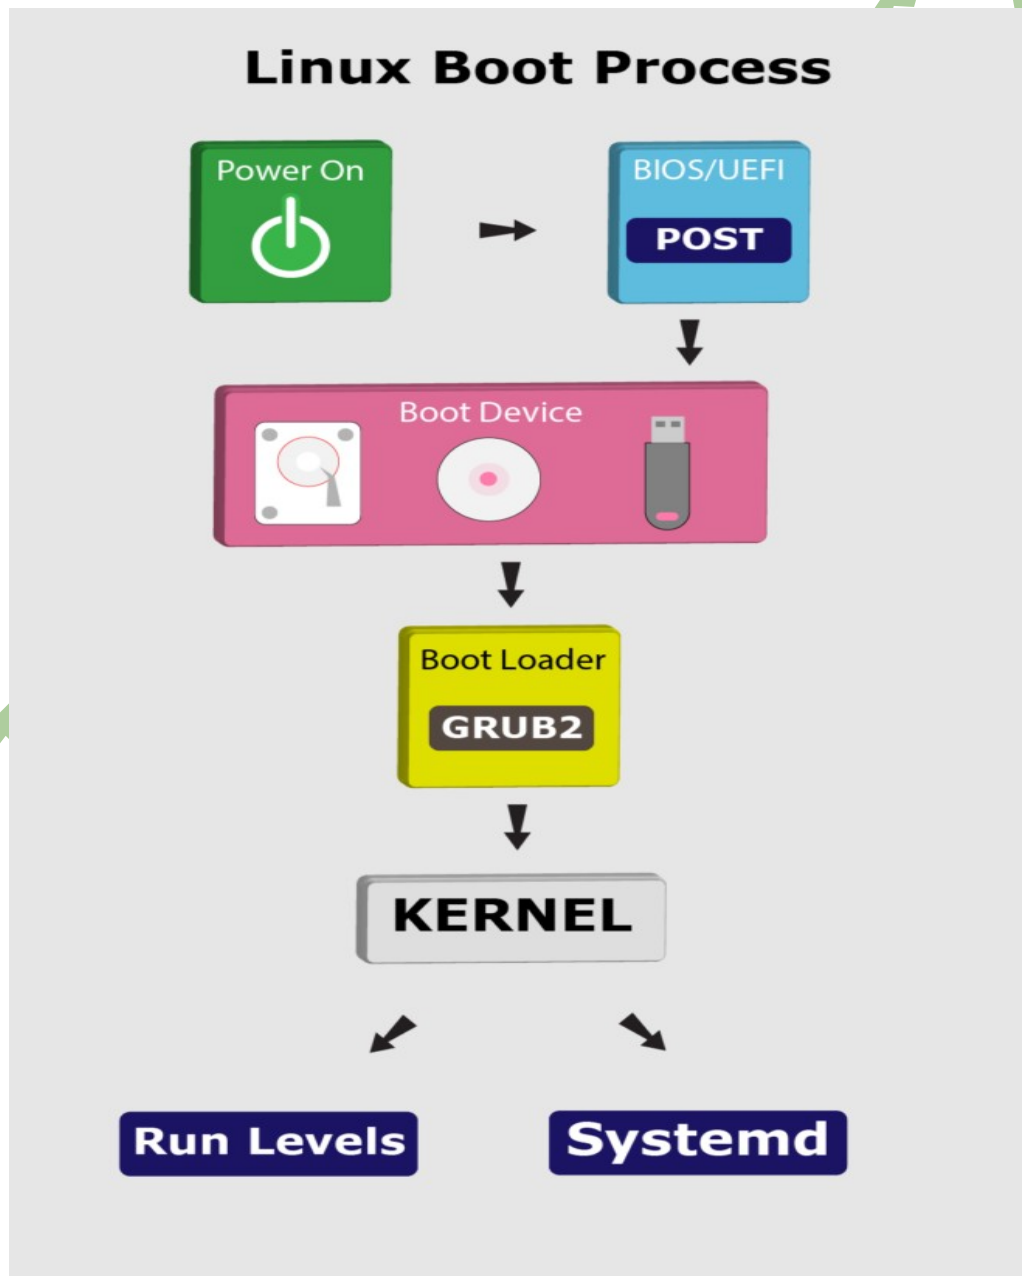 Linux Boot Process
Power On
BIOS/UEFI
POST
Boot Device
Boot Loader
GRUB2
KERNEL
Run Levels
Systemd